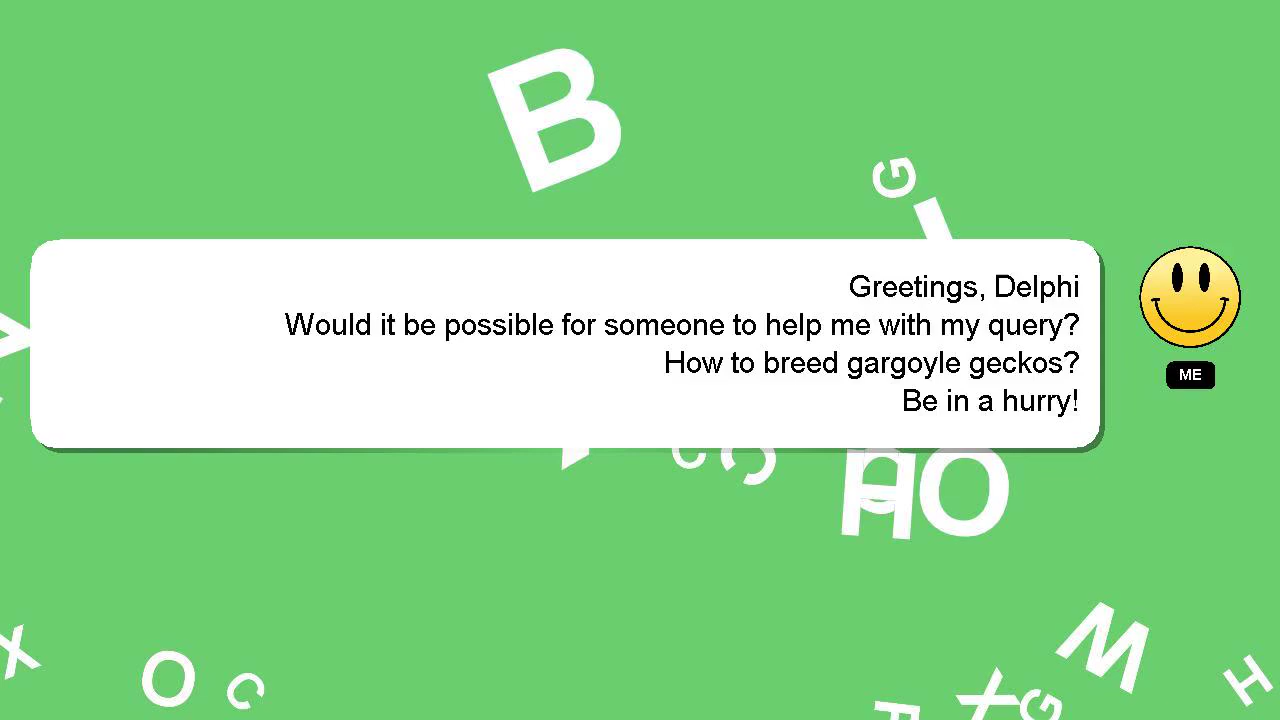 B
G
Greetings, Delphi
Would it be possible for someone to help me with my query?
How to breed gargoyle geckos?
Be in a hurry!
ME
C
C
H
O
X
O
C
M
H
X
G